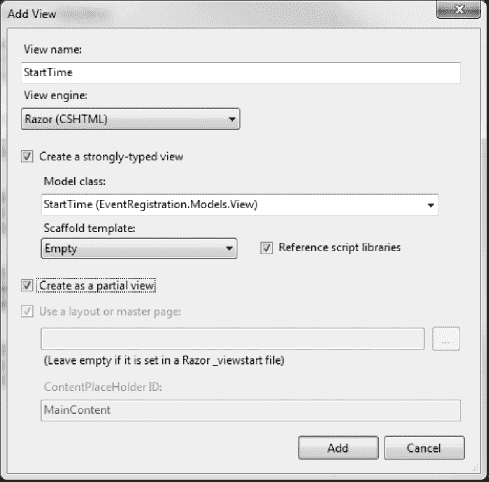 Add View
View name:
StartTime
View engine:
Razor (CSHTML)
Create a strongly-typed view
Model class:
StartTime (EventRegistration.Models.View)
Scaffold template:
Empty
Reference script libraries
Create as a partial view
Use a layout or master page:
...
(Leave empty if it is set in a Razor _viewstart file)
ContentPlaceHolder ID:
MainContent
Add
Cancel